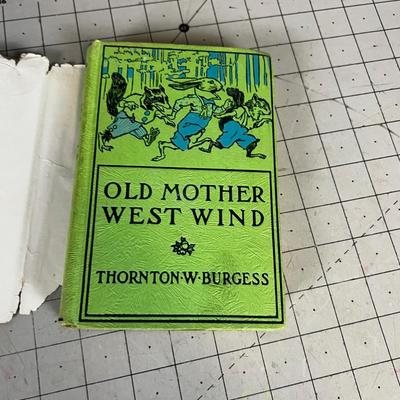 OLD MOTHER
WEST WIND
THORNTON·W·BURGESS